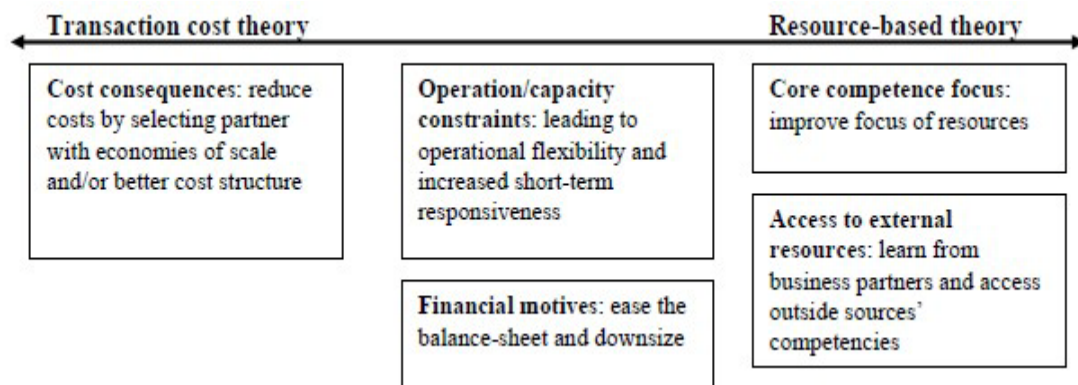 Transaction cost theory
Resource-based theory
Cost consequences: reduce
costs by selecting partner
with economies of scale
and/or better cost structure
Operation/capacity
constraints: leading to
operational flexibility and
increased short-term
responsiveness
Financial motives: ease the
balance-sheet and downsize
Core competence focus:
improve focus of resources
Access to external
resources: learn from
business partners and access
outside sources’
competencies